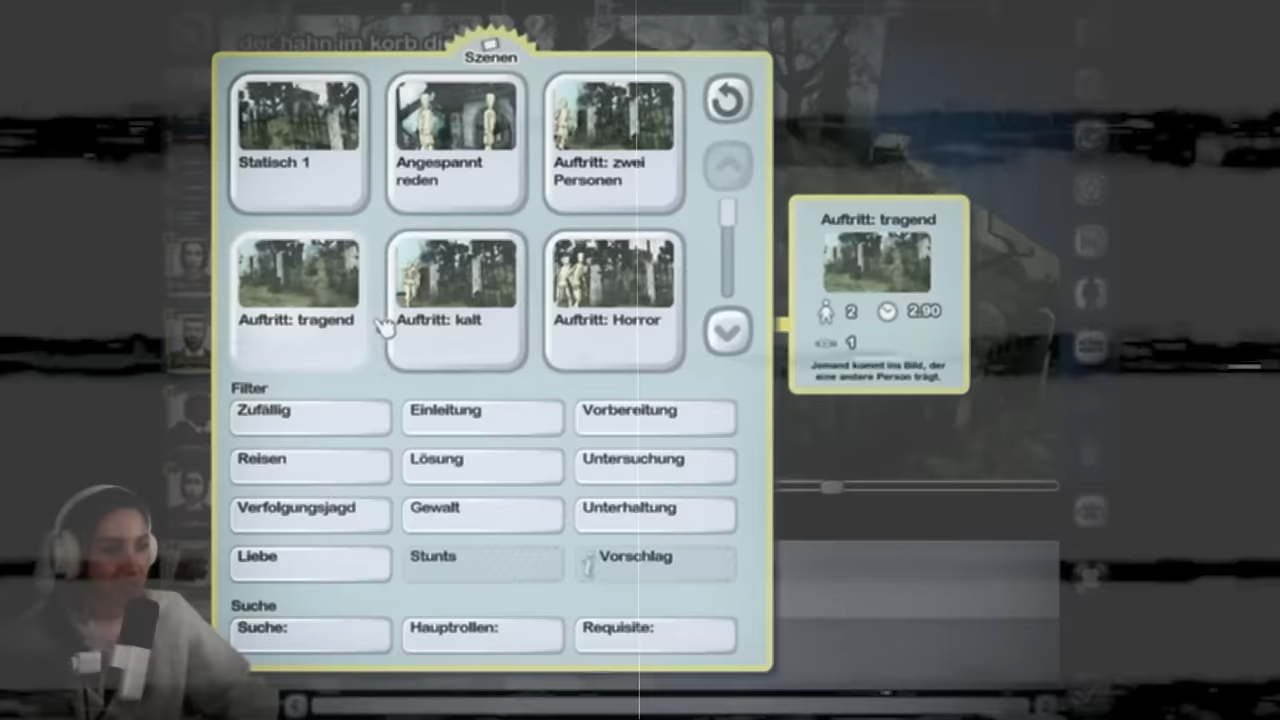 der hahn im korb di
Szenen
Statisch 1
Angespannt
reden
Auftritt: zwei
Personen
Auftritt: tragend
Auftritt: kalt
Auftritt: Horror
Auftritt: tragend
2
2.90
1
Jemand kommt ins Bild, der
eine andere Person trägt.
Filter
Zufällig
Einleitung
Vorbereitung
Reisen
Lösung
Untersuchung
Verfolgungsjagd
Gewalt
Unterhaltung
Liebe
Stunts
Vorschlag
Suche
Suche:
Hauptrollen:
Requisite: